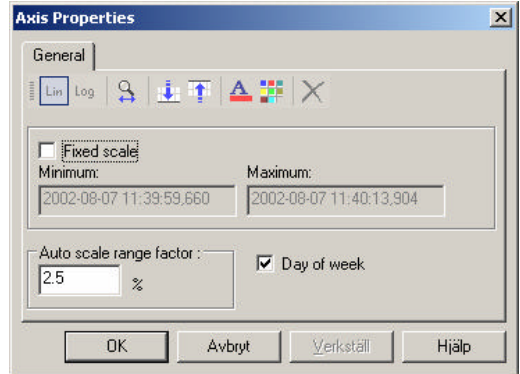 Axis Properties
General
Lin Log
Fixed scale
Minimum: Maximum:
2002-08-07 11:39:59,660 2002-08-07 11:40:13,904
Auto scale range factor :
2.5 %
Day of week
OK Avbryt Verkställ Hjälp